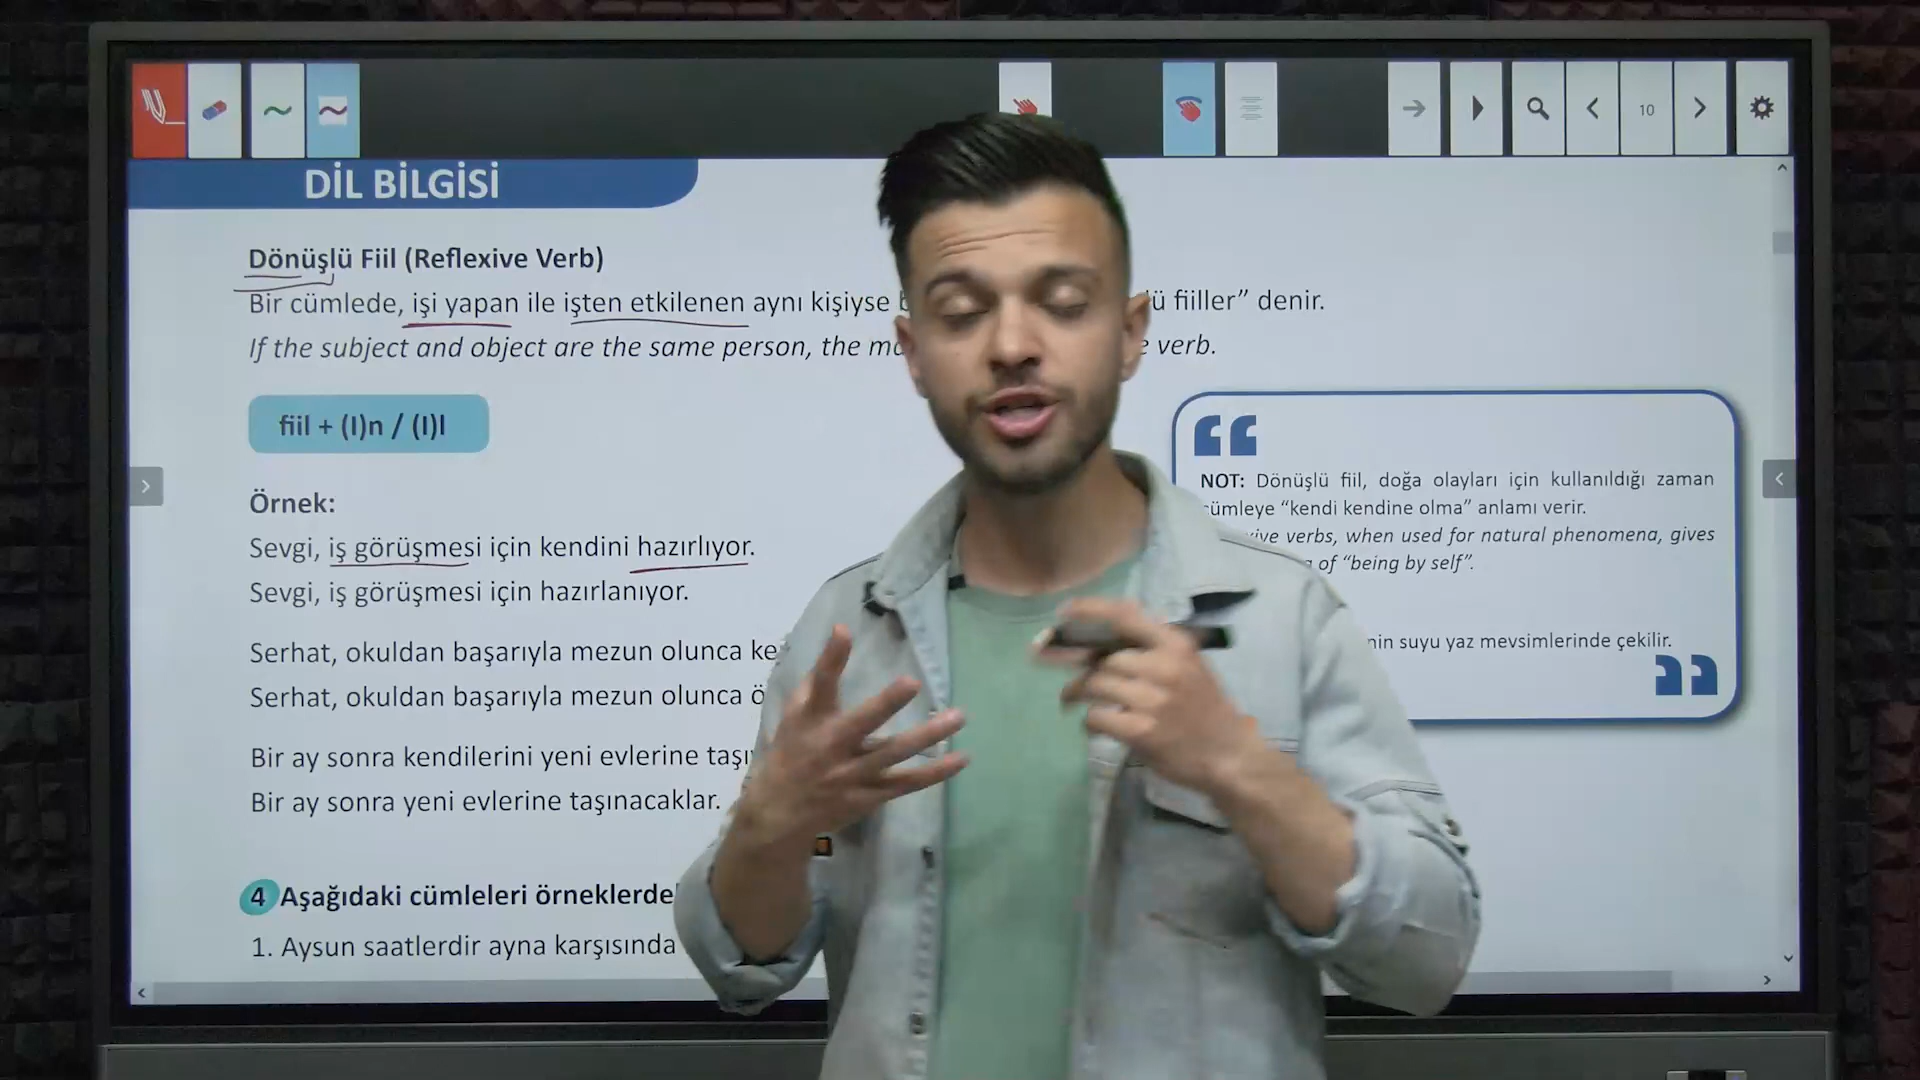 10
DİL BİLGİSİ
Dönüşlü Fiil (Reflexive Verb)
Bir cümlede, işi yapan ile işten etkilenen aynı kişiyse fiiller” denir.
If the subject and object are the same person, the verb.
fiil + (I)n / (I)l
Örnek:
Sevgi, iş görüşmesi için kendini hazırlıyor.
Sevgi, iş görüşmesi için hazırlanıyor.
Serhat, okuldan başarıyla mezun olunca
Serhat, okuldan başarıyla mezun olunca
Bir ay sonra kendilerini yeni evlerine
Bir ay sonra yeni evlerine taşınacaklar.
4 Aşağıdaki cümleleri
1. Aysun saatlerdir ayna karşısında
“
NOT: Dönüşlü fiil, doğa olayları için kullanıldığı zaman
cümleye “kendi kendine olma” anlamı verir.
verbs, when used for natural phenomena, gives
of “being by self”.
suyu yaz mevsimlerinde çekilir.
”